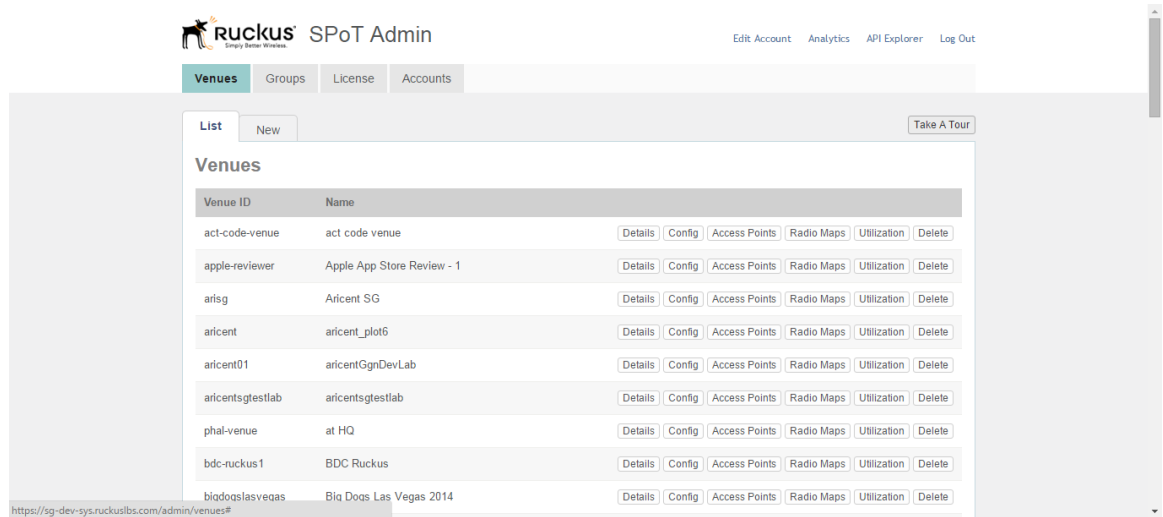 Ruckus SPoT Admin
Simply Better Wireless.
Edit Account Analytics API Explorer Log Out
Venues Groups License Accounts
List New Take A Tour
Venues
Venue ID Name
act-code-venue act code venue Details Config Access Points Radio Maps Utilization Delete
apple-reviewer Apple App Store Review - 1 Details Config Access Points Radio Maps Utilization Delete
arisg Aricent SG Details Config Access Points Radio Maps Utilization Delete
aricent aricent_plot6 Details Config Access Points Radio Maps Utilization Delete
aricent01 aricentGgnDevLab Details Config Access Points Radio Maps Utilization Delete
aricentsgtestlab aricentsgtestlab Details Config Access Points Radio Maps Utilization Delete
phal-venue at HQ Details Config Access Points Radio Maps Utilization Delete
bdc-ruckus1 BDC Ruckus Details Config Access Points Radio Maps Utilization Delete
bigdogslasvegas Big Dogs Las Vegas 2014 Details Config Access Points Radio Maps Utilization Delete
https://sg-dev-sys.ruckuslbs.com/admin/venues#